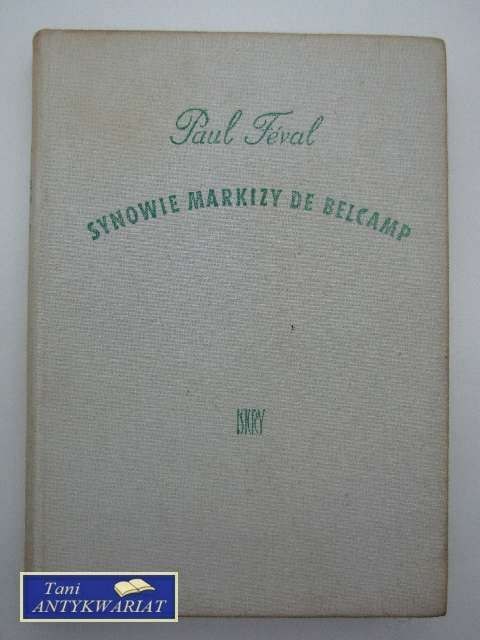 Paul Féval
SYNOWIE MARKIZY DE BELCAMP
ISKRY
Tani
ANTYKWARIAT